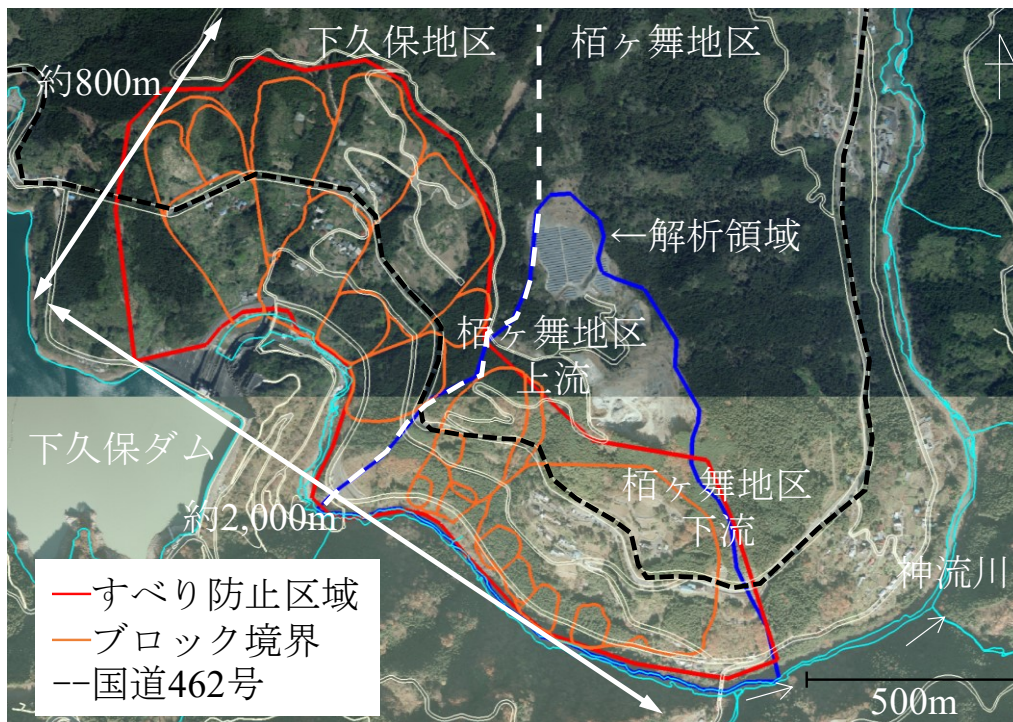 下久保地区
栢ヶ舞地区
約800m
←解析領域
栢ヶ舞地区
上流
下久保ダム
栢ヶ舞地区
下流
約2,000m
神流川
すべり防止区域
ブロック境界
国道462号
500m